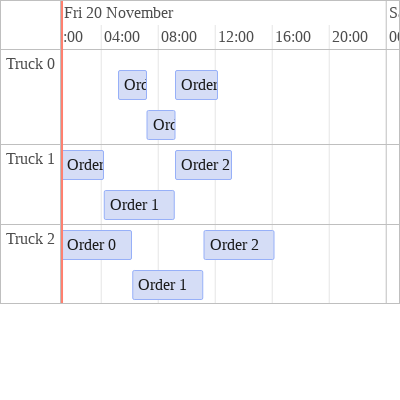 Fri 20 November S
:00 04:00 08:00 12:00 16:00 20:00 00
Truck 0
Ord Order
Ord
Truck 1
Order Order 2
Order 1
Truck 2
Order 0 Order 2
Order 1